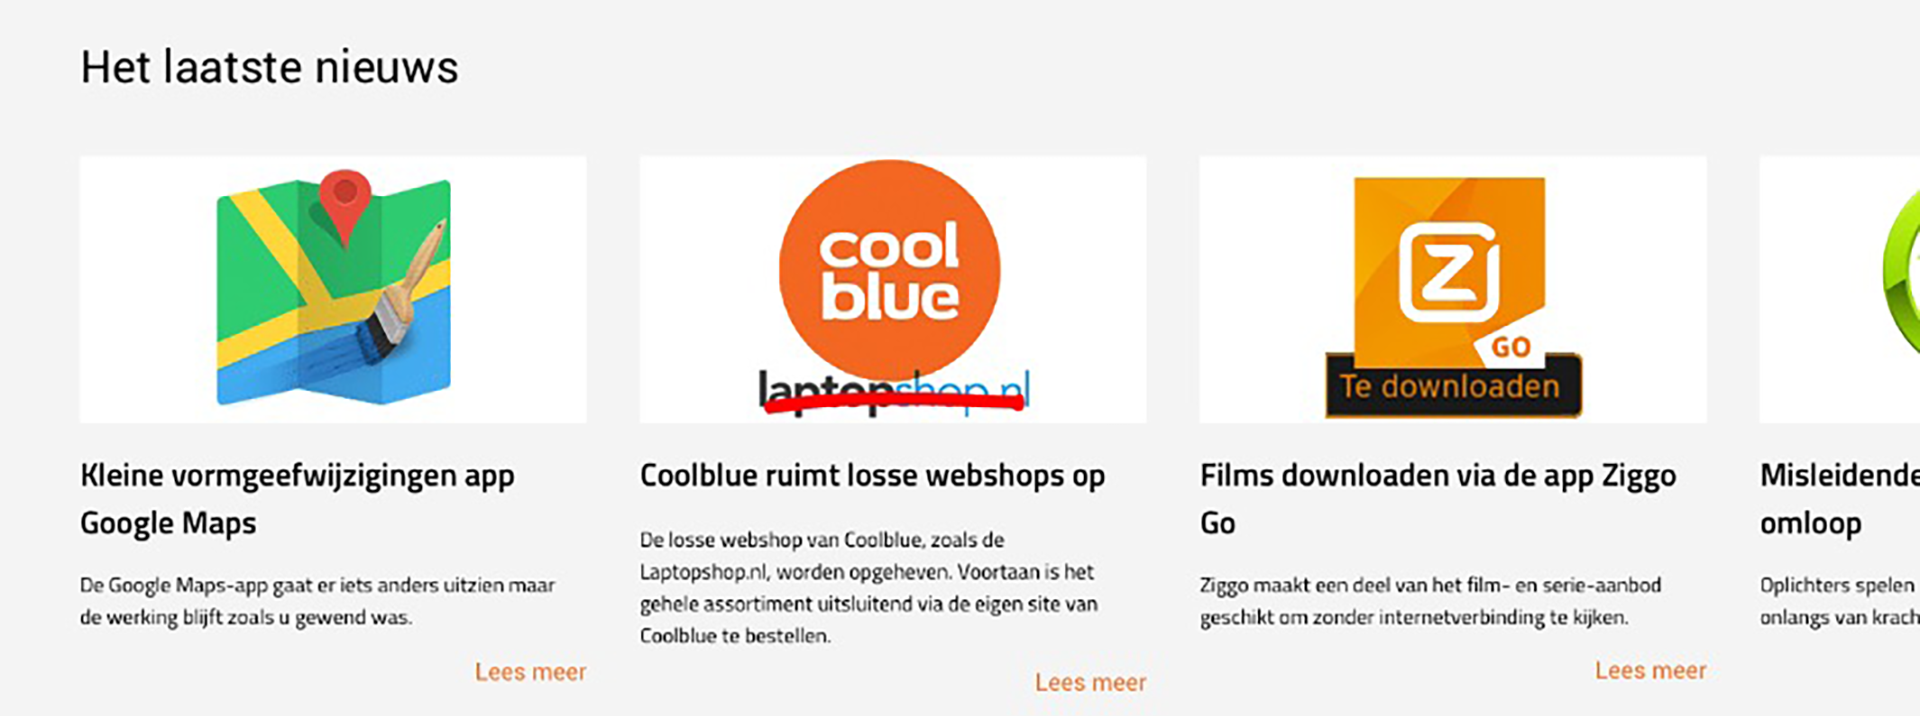 Het laatste nieuws
cool
blue
laptopshop.nl
GO
Te downloaden
Kleine vormgeefwijzigingen app
Google Maps
De Google Maps-app gaat er iets anders uitzien maar
de werking blijft zoals u gewend was.
Lees meer
Coolblue ruimt losse webshops op
De losse webshop van Coolblue, zoals de
Laptopshop.nl, worden opgeheven. Voortaan is het
gehele assortiment uitsluitend via de eigen site van
Coolblue te bestellen.
Lees meer
Films downloaden via de app Ziggo
Go
Ziggo maakt een deel van het film- en serie-aanbod
geschikt om zonder internetverbinding te kijken.
Lees meer
Misleidende
omloop
Oplichters spelen
onlangs van krach